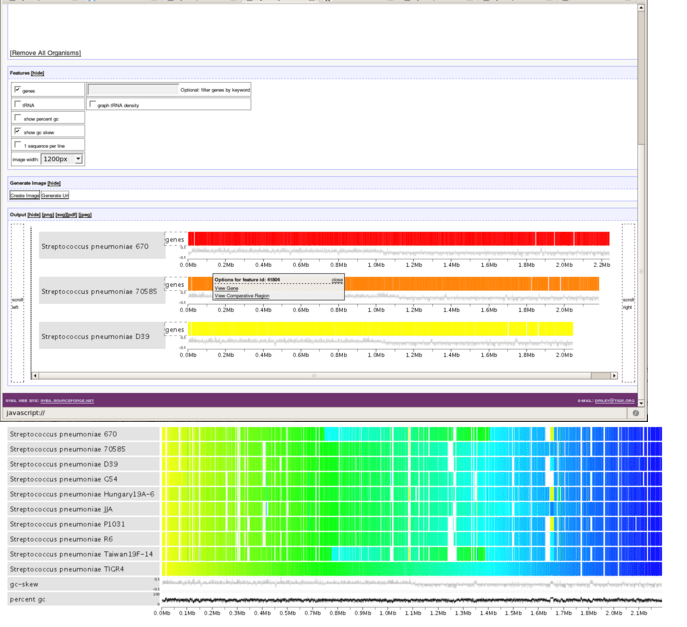 [Remove All Organisms]
Features [hide]
genes
Optional: filter genes by keyword
tRNA
graph tRNA density
show percent gc
show gc skew
1 sequence per line
image width: 1200px
Generate Image [hide]
Create Image Generate Url
Output [hide] [png] [svg][pdf] [jpeg]
Streptococcus pneumoniae 670
genes
0.0Mb 0.2Mb 0.4Mb 0.6Mb 0.8Mb 1.0Mb 1.2Mb 1.4Mb 1.6Mb 1.8Mb 2.0Mb 2.2Mb
Options for feature id: 61804 close
View Gene
View Comparative Region
Streptococcus pneumoniae 70585
genes
0.0Mb 0.2Mb 0.4Mb 0.6Mb 0.8Mb 1.0Mb 1.2Mb 1.4Mb 1.6Mb 1.8Mb 2.0Mb
scroll scroll
left right
Streptococcus pneumoniae D39
genes
0.0Mb 0.2Mb 0.4Mb 0.6Mb 0.8Mb 1.0Mb 1.2Mb 1.4Mb 1.6Mb 1.8Mb 2.0Mb
SYBIL WEB SITE: SYBIL.SOURCEFORGE.NET
javascript://
Streptococcus pneumoniae 670
Streptococcus pneumoniae 70585
Streptococcus pneumoniae D39
Streptococcus pneumoniae G54
Streptococcus pneumoniae Hungary19A-6
Streptococcus pneumoniae JJA
Streptococcus pneumoniae P1031
Streptococcus pneumoniae R6
Streptococcus pneumoniae Taiwan19F-14
Streptococcus pneumoniae TIGR4
gc-skew
percent gc
0.0Mb 0.1Mb 0.2Mb 0.3Mb 0.4Mb 0.5Mb 0.6Mb 0.7Mb 0.8Mb 0.9Mb 1.0Mb 1.1Mb 1.2Mb 1.3Mb 1.4Mb 1.5Mb 1.6Mb 1.7Mb 1.8Mb 1.9Mb 2.0Mb 2.1Mb